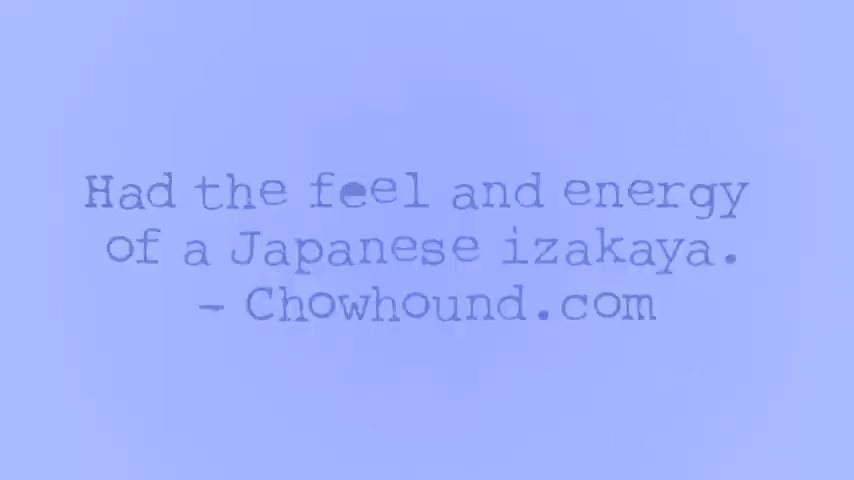 Had the feel and energy
of a Japanese izakaya.
- Chowhound.com